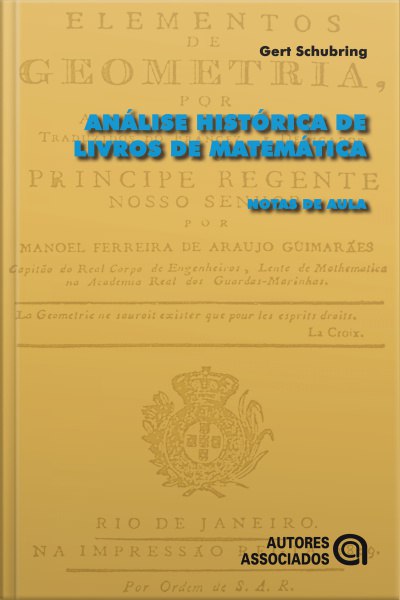 ELEMENTOS
DE
GEOMETRIA,
POR
Gert Schubring
ANÁLISE HISTÓRICA DE
LIVROS DE MATEMÁTICA
NOTAS DE AULA
PRINCIPE REGENTE
NOSSO SENHOR
POR
MANOEL FERREIRA DE ARAUJO GUIMARÃES
Capitão do Real Corpo de Engenheiros, Lente de Mathematica
na Academia Real dos Guardas-Marinhas.
La Geometrie ne sauroit exister que pour les esprits droits.
La Croix.
RIO DE JANEIRO.
NA IMPRESSÃO
Por Ordem de S. A. R.
AUTORES
ASSOCIADOS